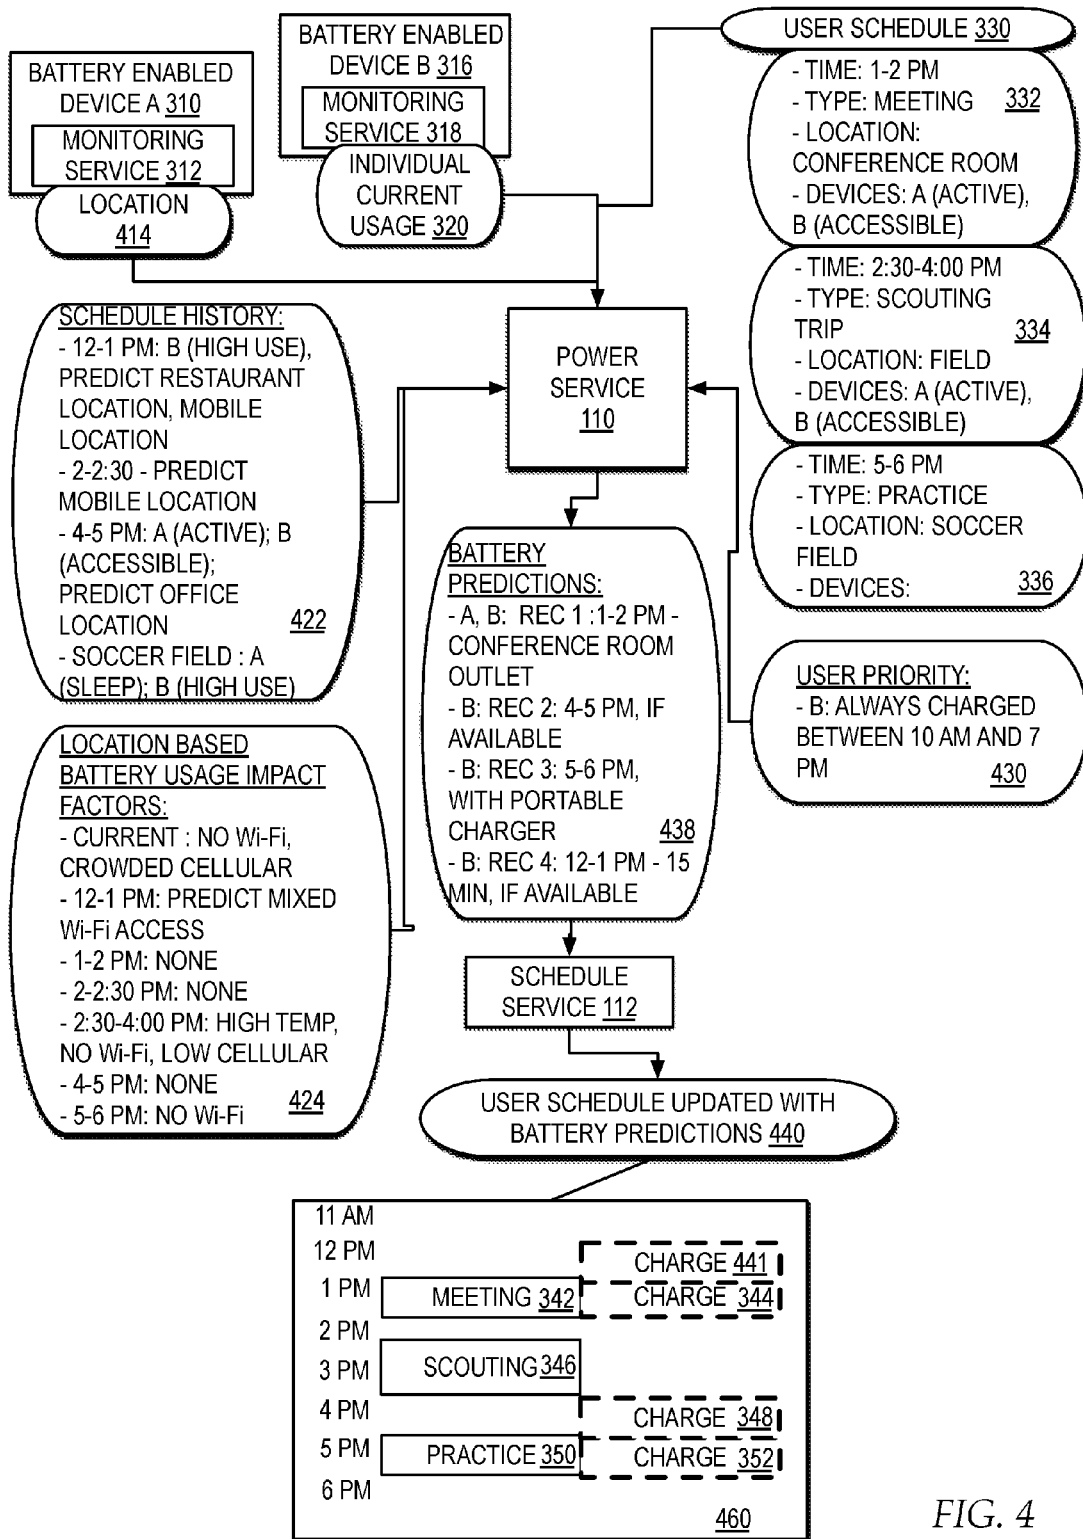 BATTERY ENABLED
DEVICE A 310
MONITORING
SERVICE 312
LOCATION
414
BATTERY ENABLED
DEVICE B 316
MONITORING
SERVICE 318
INDIVIDUAL
CURRENT
USAGE 320
USER SCHEDULE 330
- TIME: 1-2 PM
- TYPE: MEETING 332
- LOCATION:
CONFERENCE ROOM
- DEVICES: A (ACTIVE),
B (ACCESSIBLE)
- TIME: 2:30-4:00 PM
- TYPE: SCOUTING
TRIP 334
- LOCATION: FIELD
- DEVICES: A (ACTIVE),
B (ACCESSIBLE)
- TIME: 5-6 PM
- TYPE: PRACTICE
- LOCATION: SOCCER
FIELD
- DEVICES: 336
SCHEDULE HISTORY:
- 12-1 PM: B (HIGH USE),
PREDICT RESTAURANT
LOCATION, MOBILE
LOCATION
- 2-2:30 - PREDICT
MOBILE LOCATION
- 4-5 PM: A (ACTIVE); B
(ACCESSIBLE);
PREDICT OFFICE
LOCATION 422
- SOCCER FIELD : A
(SLEEP); B (HIGH USE)
POWER
SERVICE
110
USER PRIORITY:
- B: ALWAYS CHARGED
BETWEEN 10 AM AND 7
PM 430
LOCATION BASED
BATTERY USAGE IMPACT
FACTORS:
- CURRENT : NO Wi-Fi,
CROWDED CELLULAR
- 12-1 PM: PREDICT MIXED
Wi-Fi ACCESS
- 1-2 PM: NONE
- 2-2:30 PM: NONE
- 2:30-4:00 PM: HIGH TEMP,
NO Wi-Fi, LOW CELLULAR
- 4-5 PM: NONE
- 5-6 PM: NO Wi-Fi 424
BATTERY
PREDICTIONS:
- A, B: REC 1 :1-2 PM -
CONFERENCE ROOM
OUTLET
- B: REC 2: 4-5 PM, IF
AVAILABLE
- B: REC 3: 5-6 PM,
WITH PORTABLE
CHARGER 438
- B: REC 4: 12-1 PM - 15
MIN, IF AVAILABLE
SCHEDULE
SERVICE 112
USER SCHEDULE UPDATED WITH
BATTERY PREDICTIONS 440
11 AM
12 PM
CHARGE 441
1 PM MEETING 342 CHARGE 344
2 PM
3 PM SCOUTING 346
4 PM CHARGE 348
5 PM PRACTICE 350 CHARGE 352
6 PM
460
FIG. 4